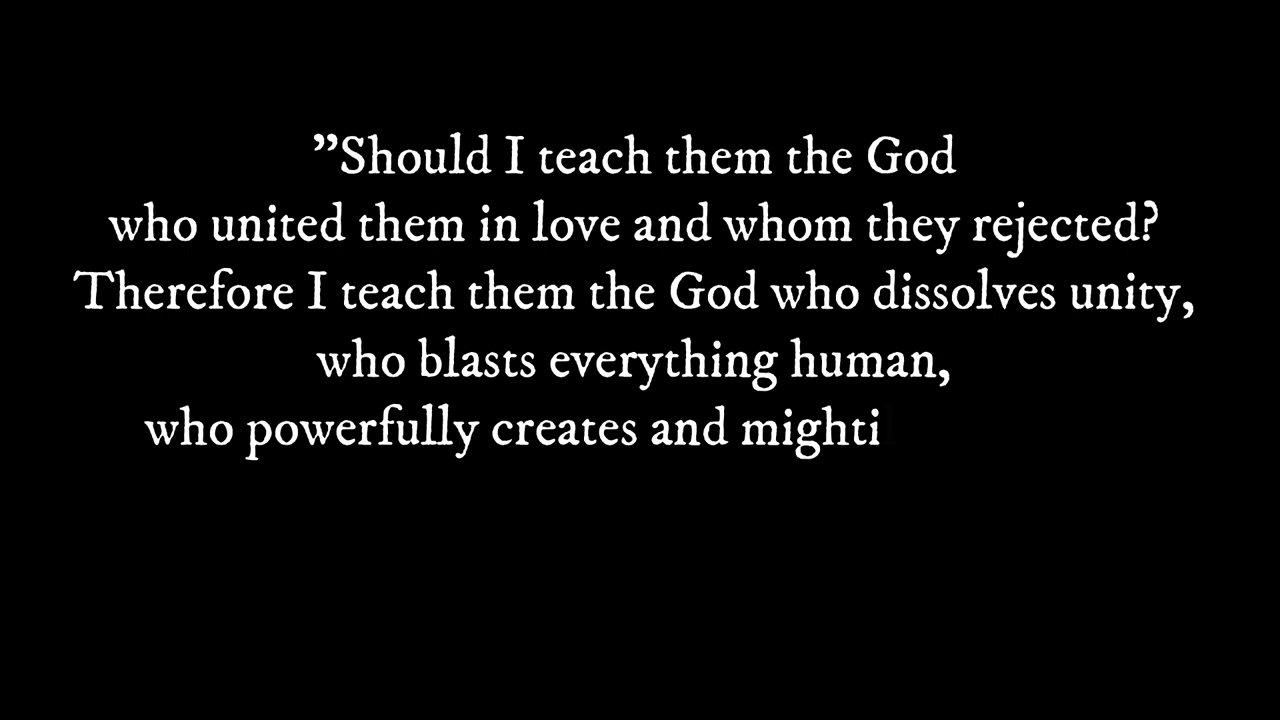 ”Should I teach them the God
who united them in love and whom they rejected?
Therefore I teach them the God who dissolves unity,
who blasts everything human,
who powerfully creates and mighti